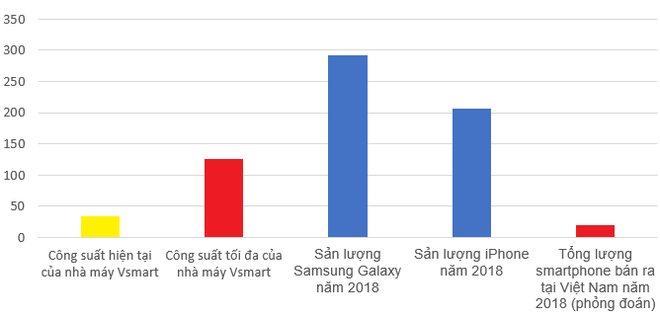 350
300
250
200
150
100
50
0
Công suất hiện tại
của nhà máy Vsmart
Công suất tối đa của
nhà máy Vsmart
Sản lượng
Samsung Galaxy
năm 2018
Sản lượng iPhone
năm 2018
Tổng lượng
smartphone bán ra
tại Việt Nam năm
2018 (phỏng đoán)